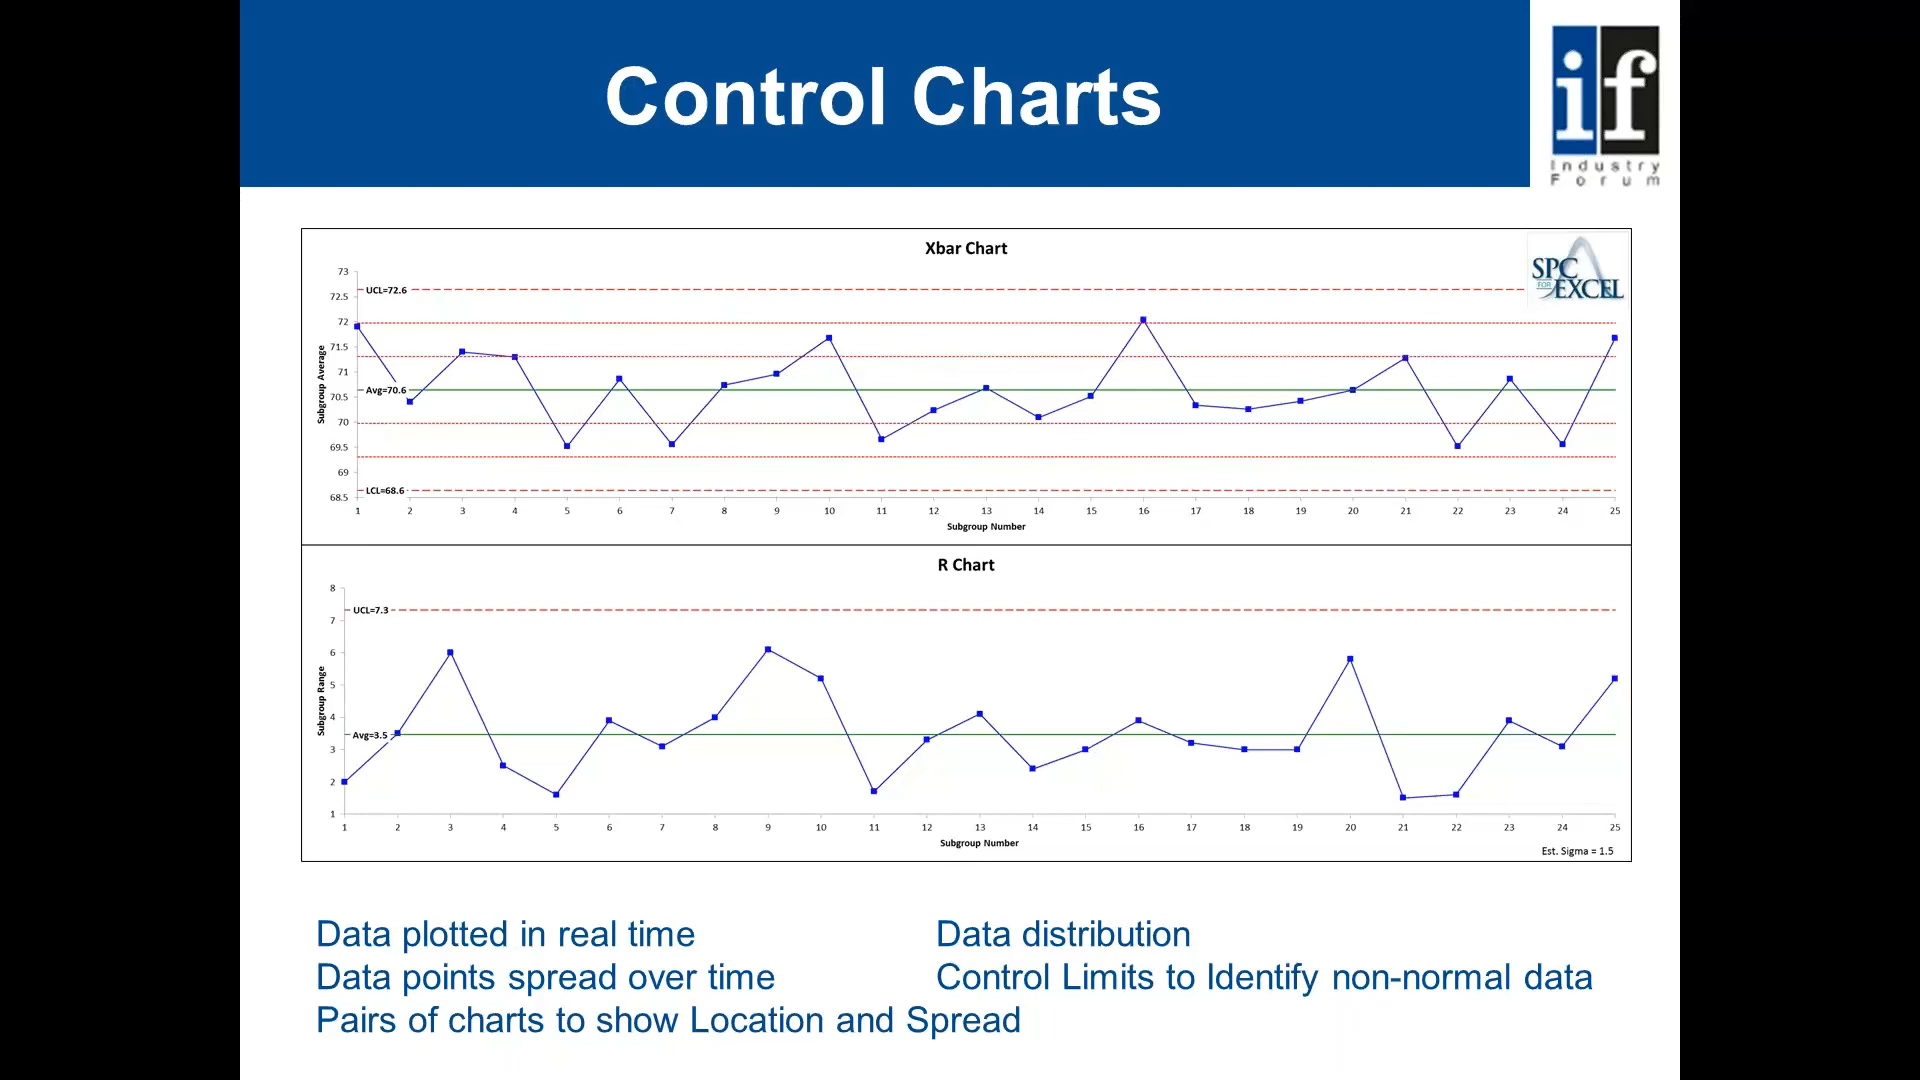 Control Charts
if
Industry
Forum
Xbar Chart
SPC
FOR
EXCEL
73
72.5
72
71.5
71
70.5
70
69.5
69
68.5
UCL=72.6
Avg=70.6
LCL=68.6
Subgroup Average
1 2 3 4 5 6 7 8 9 10 11 12 13 14 15 16 17 18 19 20 21 22 23 24 25
Subgroup Number
R Chart
8
7
6
5
4
3
2
1
UCL=7.3
Avg=3.5
Subgroup Range
1 2 3 4 5 6 7 8 9 10 11 12 13 14 15 16 17 18 19 20 21 22 23 24 25
Subgroup Number
Est. Sigma = 1.5
Data plotted in real time
Data points spread over time
Pairs of charts to show Location and Spread
Data distribution
Control Limits to Identify non-normal data